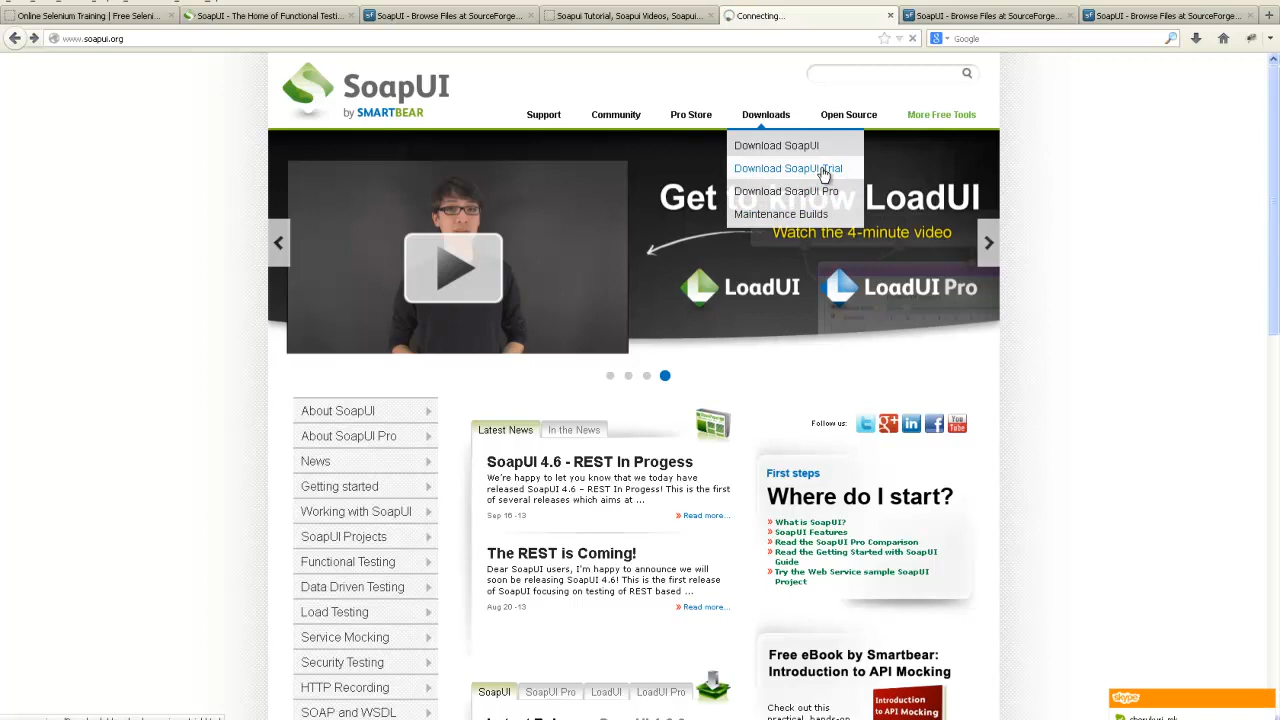 Online Selenium Training | Free Selen...
SoapUI - The Home of Functional Testi...
SoapUI - Browse Files at SourceForge...
Soapui Tutorial, Soapui Videos, Soapu...
Connecting...
SoapUI - Browse Files at SourceForge...
SoapUI - Browse Files at SourceForge...
www.soapui.org
Google
SoapUI
by SMARTBEAR
Support
Community
Pro Store
Downloads
Open Source
More Free Tools
Download SoapUI
Download SoapUI Trial
Download SoapUI Pro
Maintenance Builds
Get to know LoadUI
Watch the 4-minute video
LoadUI
LoadUI Pro
About SoapUI
About SoapUI Pro
News
Getting started
Working with SoapUI
SoapUI Projects
Functional Testing
Data Driven Testing
Load Testing
Service Mocking
Security Testing
HTTP Recording
SOAP and WSDL
Latest News
In the News
SoapUI 4.6 - REST In Progess
We're happy to let you know that we today have
released SoapUI 4.6 – REST In Progess! This is the first
of several releases which aims at ...
Sep 16 -13
» Read more...
The REST is Coming!
Dear SoapUI users, I'm happy to announce we will
soon be releasing SoapUI 4.6! This is the first release
of SoapUI focusing on testing of REST based ...
Aug 20 -13
» Read more...
SoapUI
SoapUI Pro
LoadUI
LoadUI Pro
Follow us:
You
Tube
First steps
Where do I start?
» What is SoapUI?
» SoapUI Features
» Read the SoapUI Pro Comparison
» Read the Getting Started with SoapUI
Guide
» Try the Web Service sample SoapUI
Project
Free eBook by Smartbear:
Introduction to API Mocking
Check out this
Introduction
to API Mocking
skype